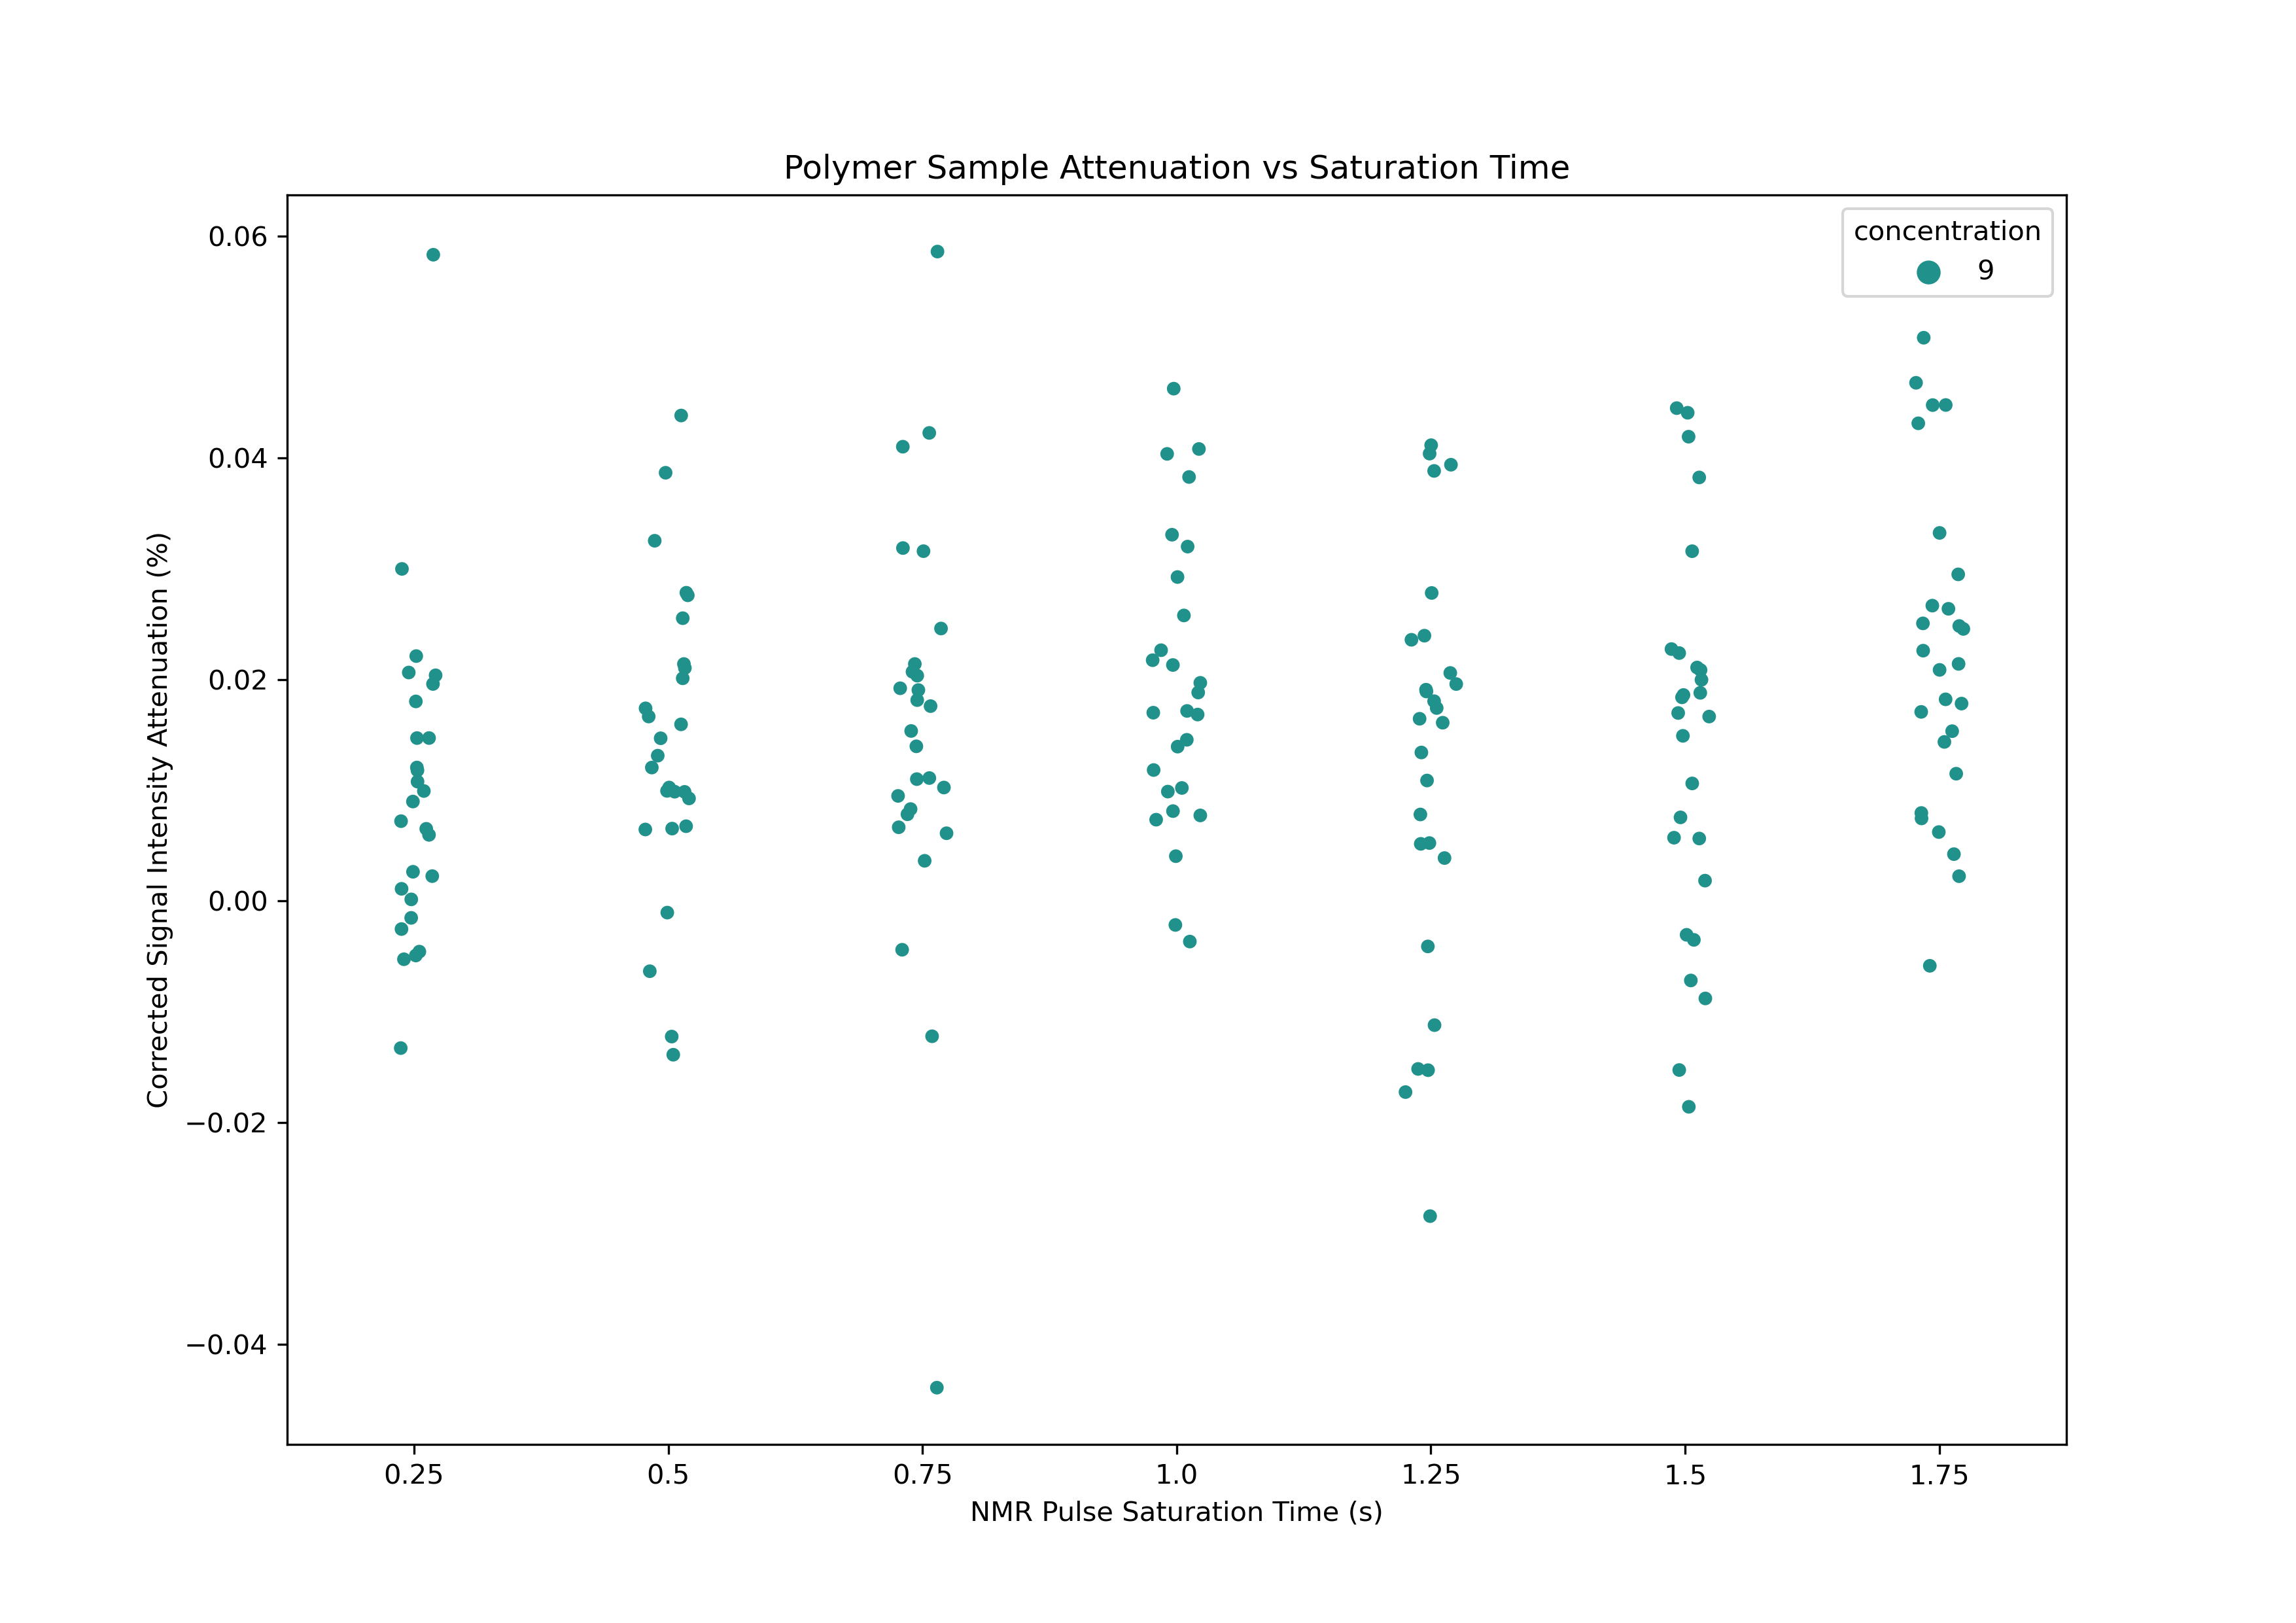 Polymer Sample Attenuation vs Saturation Time
concentration
9
Corrected Signal Intensity Attenuation (%)
0.06
0.04
0.02
0.00
−0.02
−0.04
0.25 0.5 0.75 1.0 1.25 1.5 1.75
NMR Pulse Saturation Time (s)